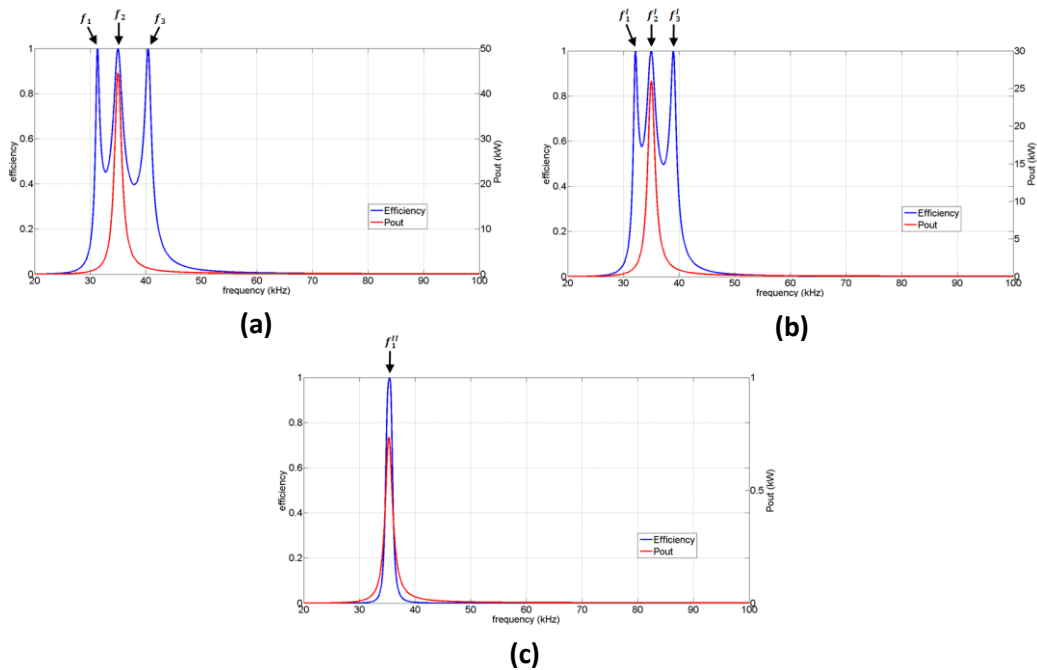 f₁ f₂ f₃
1
0.8
0.6
0.4
0.2
0
efficiency
50
40
30
20
10
0
Pout (kW)
Efficiency
Pout
20 30 40 50 60 70 80 90 100
frequency (kHz)
(a)
f₁ᴵ f₂ᴵ f₃ᴵ
1
0.8
0.6
0.4
0.2
0
efficiency
30
25
20
15
10
5
0
Pout (kW)
Efficiency
Pout
20 30 40 50 60 70 80 90 100
frequency (kHz)
(b)
f₁ᴵᴵ
1
0.8
0.6
0.4
0.2
0
efficiency
1
0.5
0
Pout (kW)
Efficiency
Pout
20 30 40 50 60 70 80 90 100
frequency (kHz)
(c)